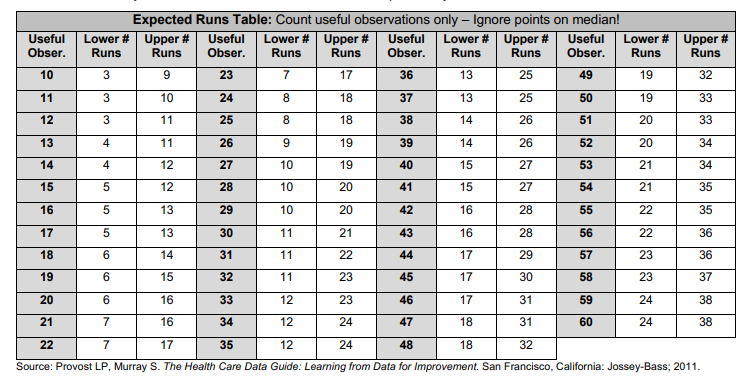 Expected Runs Table: Count useful observations only – Ignore points on median!
Useful Obser. Lower # Runs Upper # Runs Useful Obser. Lower # Runs Upper # Runs Useful Obser. Lower # Runs Upper # Runs Useful Obser. Lower # Runs Upper # Runs
10 3 9 23 7 17 36 13 25 49 19 32
11 3 10 24 8 18 37 13 25 50 19 33
12 3 11 25 8 18 38 14 26 51 20 33
13 4 11 26 9 19 39 14 26 52 20 34
14 4 12 27 10 19 40 15 27 53 21 34
15 5 12 28 10 20 41 15 27 54 21 35
16 5 13 29 10 20 42 16 28 55 22 35
17 5 13 30 11 21 43 16 28 56 22 36
18 6 14 31 11 22 44 17 29 57 23 36
19 6 15 32 11 23 45 17 30 58 23 37
20 6 16 33 12 23 46 17 31 59 24 38
21 7 16 34 12 24 47 18 31 60 24 38
22 7 17 35 12 24 48 18 32
Source: Provost LP, Murray S. The Health Care Data Guide: Learning from Data for Improvement. San Francisco, California: Jossey-Bass; 2011.